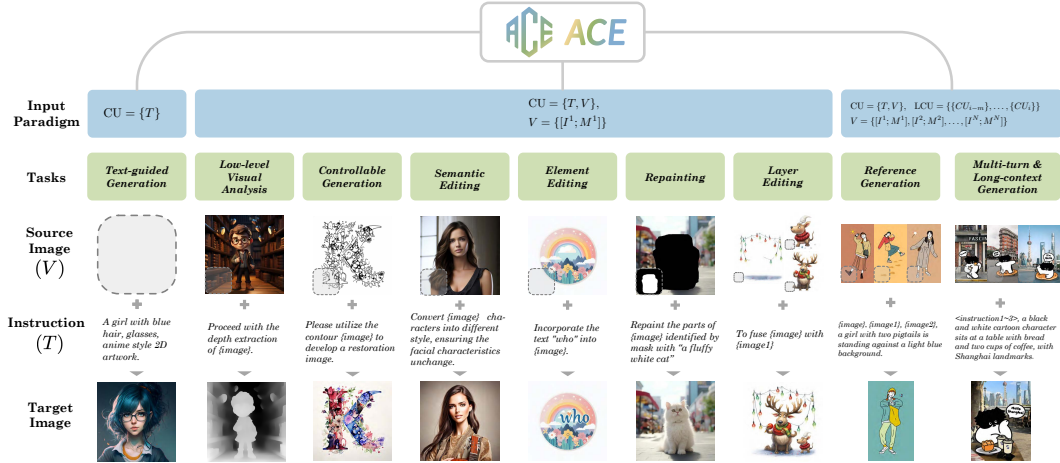 ACE ACE
Input
Paradigm
CU = {T}
CU = {T, V},
V = {[I¹; M¹]}
CU = {T, V}, LCU = {{CUᵢ₋ₘ}, . . . , {CUᵢ}}
V = {[I¹; M¹], [I²; M²], . . . , [Iᴺ; Mᴺ]}
Tasks
Text-guided
Generation
Low-level
Visual
Analysis
Controllable
Generation
Semantic
Editing
Element
Editing
Repainting
Layer
Editing
Reference
Generation
Multi-turn &
Long-context
Generation
Source
Image
(V)
FASCIN
Instruction
(T)
A girl with blue
hair, glasses,
anime style 2D
artwork.
Proceed with the
depth extraction
of {image}.
Please utilize the
contour {image} to
develop a restoration
image.
Convert {image} cha-
racters into different
style, ensuring the
facial characteristics
unchange.
Incorporate the
text "who" into
{image}.
Repaint the parts of
{image} identified by
mask with "a fluffy
white cat"
To fuse {image} with
{image1}
{image}, {image1}, {image2},
a girl with two pigtails is
standing against a light blue
background.
<instruction1~3>, a black
and white cartoon character
sits at a table with bread
and two cups of coffee, with
Shanghai landmarks.
Target
Image
who